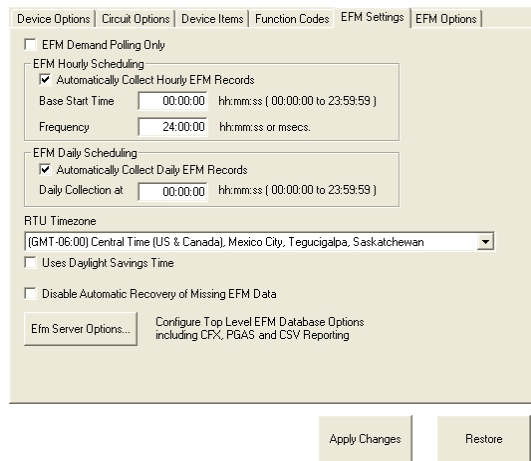 Device Options Circuit Options Device Items Function Codes EFM Settings EFM Options
EFM Demand Polling Only
EFM Hourly Scheduling
Automatically Collect Hourly EFM Records
Base Start Time 00:00:00 hh:mm:ss ( 00:00:00 to 23:59:59 )
Frequency 24:00:00 hh:mm:ss or msecs.
EFM Daily Scheduling
Automatically Collect Daily EFM Records
Daily Collection at 00:00:00 hh:mm:ss ( 00:00:00 to 23:59:59 )
RTU Timezone
(GMT-06:00) Central Time (US & Canada), Mexico City, Tegucigalpa, Saskatchewan
Uses Daylight Savings Time
Disable Automatic Recovery of Missing EFM Data
Efm Server Options... Configure Top Level EFM Database Options
including CFX, PGAS and CSV Reporting
Apply Changes Restore